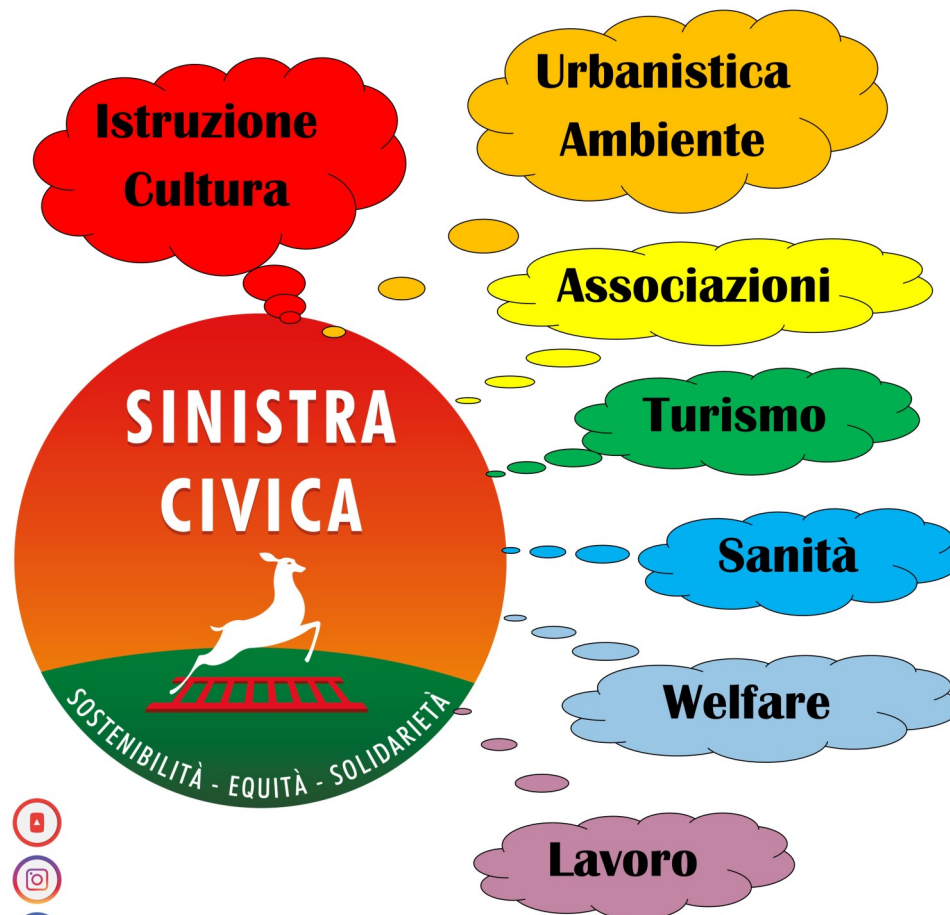 Istruzione
Cultura
Urbanistica
Ambiente
Associazioni
Turismo
Sanità
Welfare
Lavoro
SINISTRA
CIVICA
SOSTENIBILITÀ - EQUITÀ - SOLIDARIETÀ